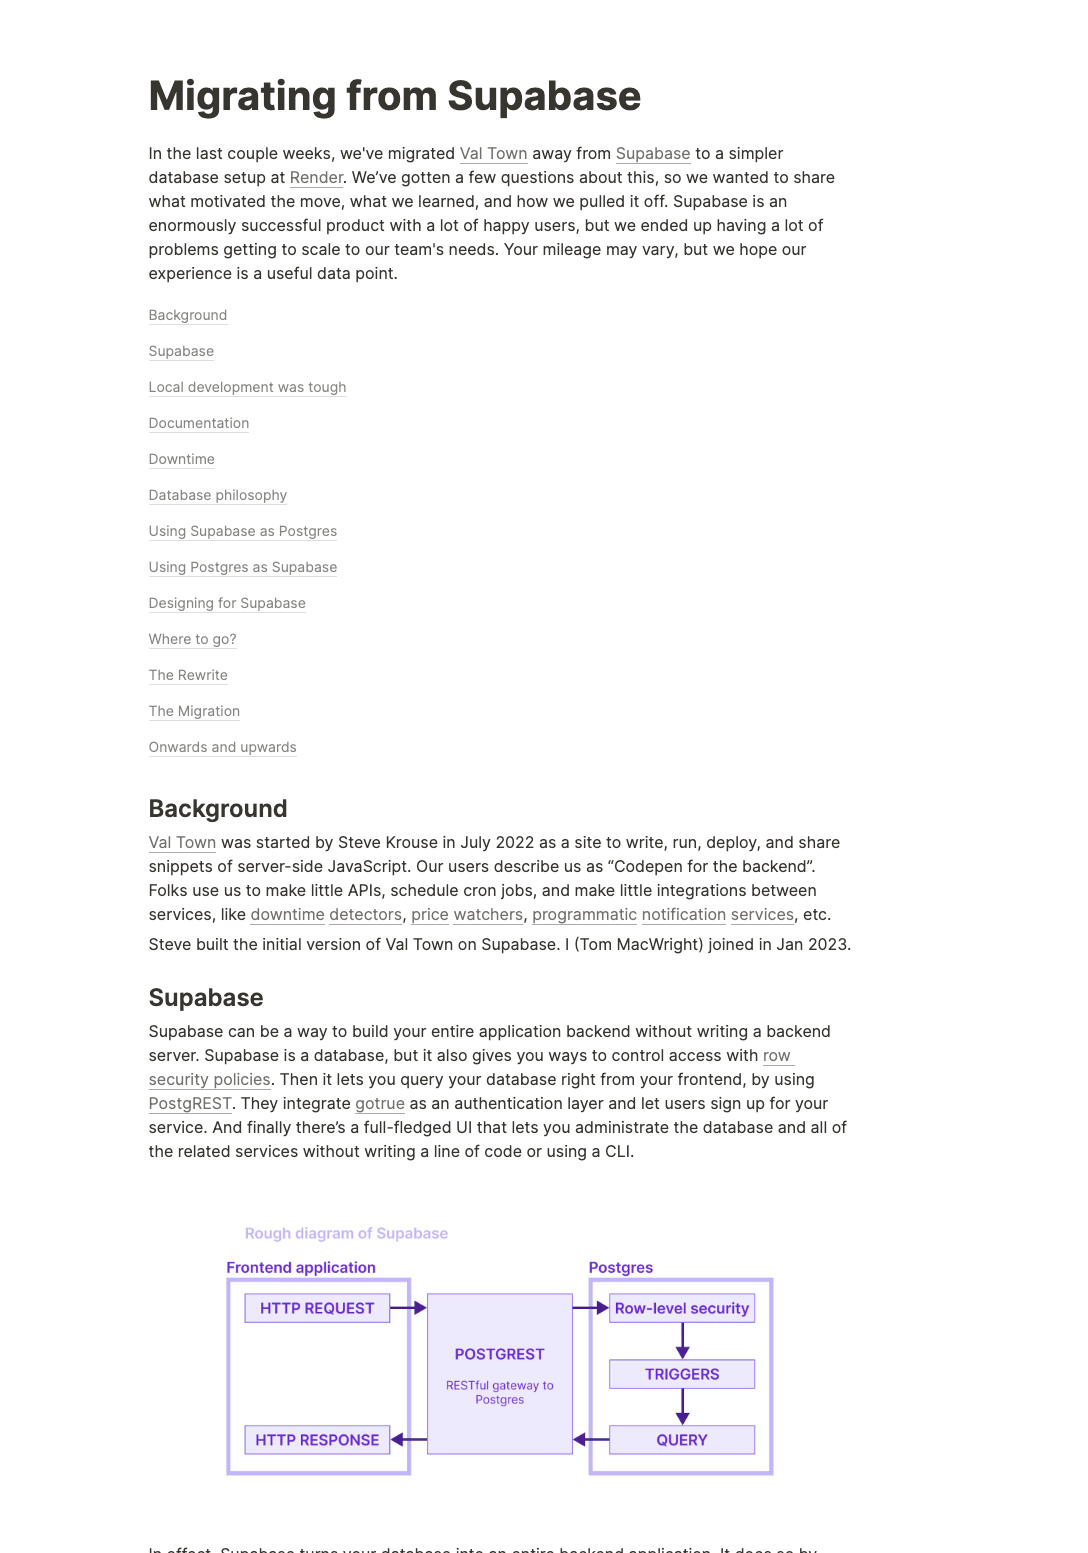 Migrating from Supabase
In the last couple weeks, we've migrated Val Town away from Supabase to a simpler
database setup at Render. We’ve gotten a few questions about this, so we wanted to share
what motivated the move, what we learned, and how we pulled it off. Supabase is an
enormously successful product with a lot of happy users, but we ended up having a lot of
problems getting to scale to our team's needs. Your mileage may vary, but we hope our
experience is a useful data point.
Background
Supabase
Local development was tough
Documentation
Downtime
Database philosophy
Using Supabase as Postgres
Using Postgres as Supabase
Designing for Supabase
Where to go?
The Rewrite
The Migration
Onwards and upwards
Background
Val Town was started by Steve Krouse in July 2022 as a site to write, run, deploy, and share
snippets of server-side JavaScript. Our users describe us as “Codepen for the backend”.
Folks use us to make little APIs, schedule cron jobs, and make little integrations between
services, like downtime detectors, price watchers, programmatic notification services, etc.
Steve built the initial version of Val Town on Supabase. I (Tom MacWright) joined in Jan 2023.
Supabase
Supabase can be a way to build your entire application backend without writing a backend
server. Supabase is a database, but it also gives you ways to control access with row
security policies. Then it lets you query your database right from your frontend, by using
PostgREST. They integrate gotrue as an authentication layer and let users sign up for your
service. And finally there’s a full-fledged UI that lets you administrate the database and all of
the related services without writing a line of code or using a CLI.
Rough diagram of Supabase
Frontend application
Postgres
HTTP REQUEST
Row-level security
POSTGREST
RESTful gateway to
Postgres
TRIGGERS
HTTP RESPONSE
QUERY
In effect, Supabase turns your database into an entire backend application. It does so by